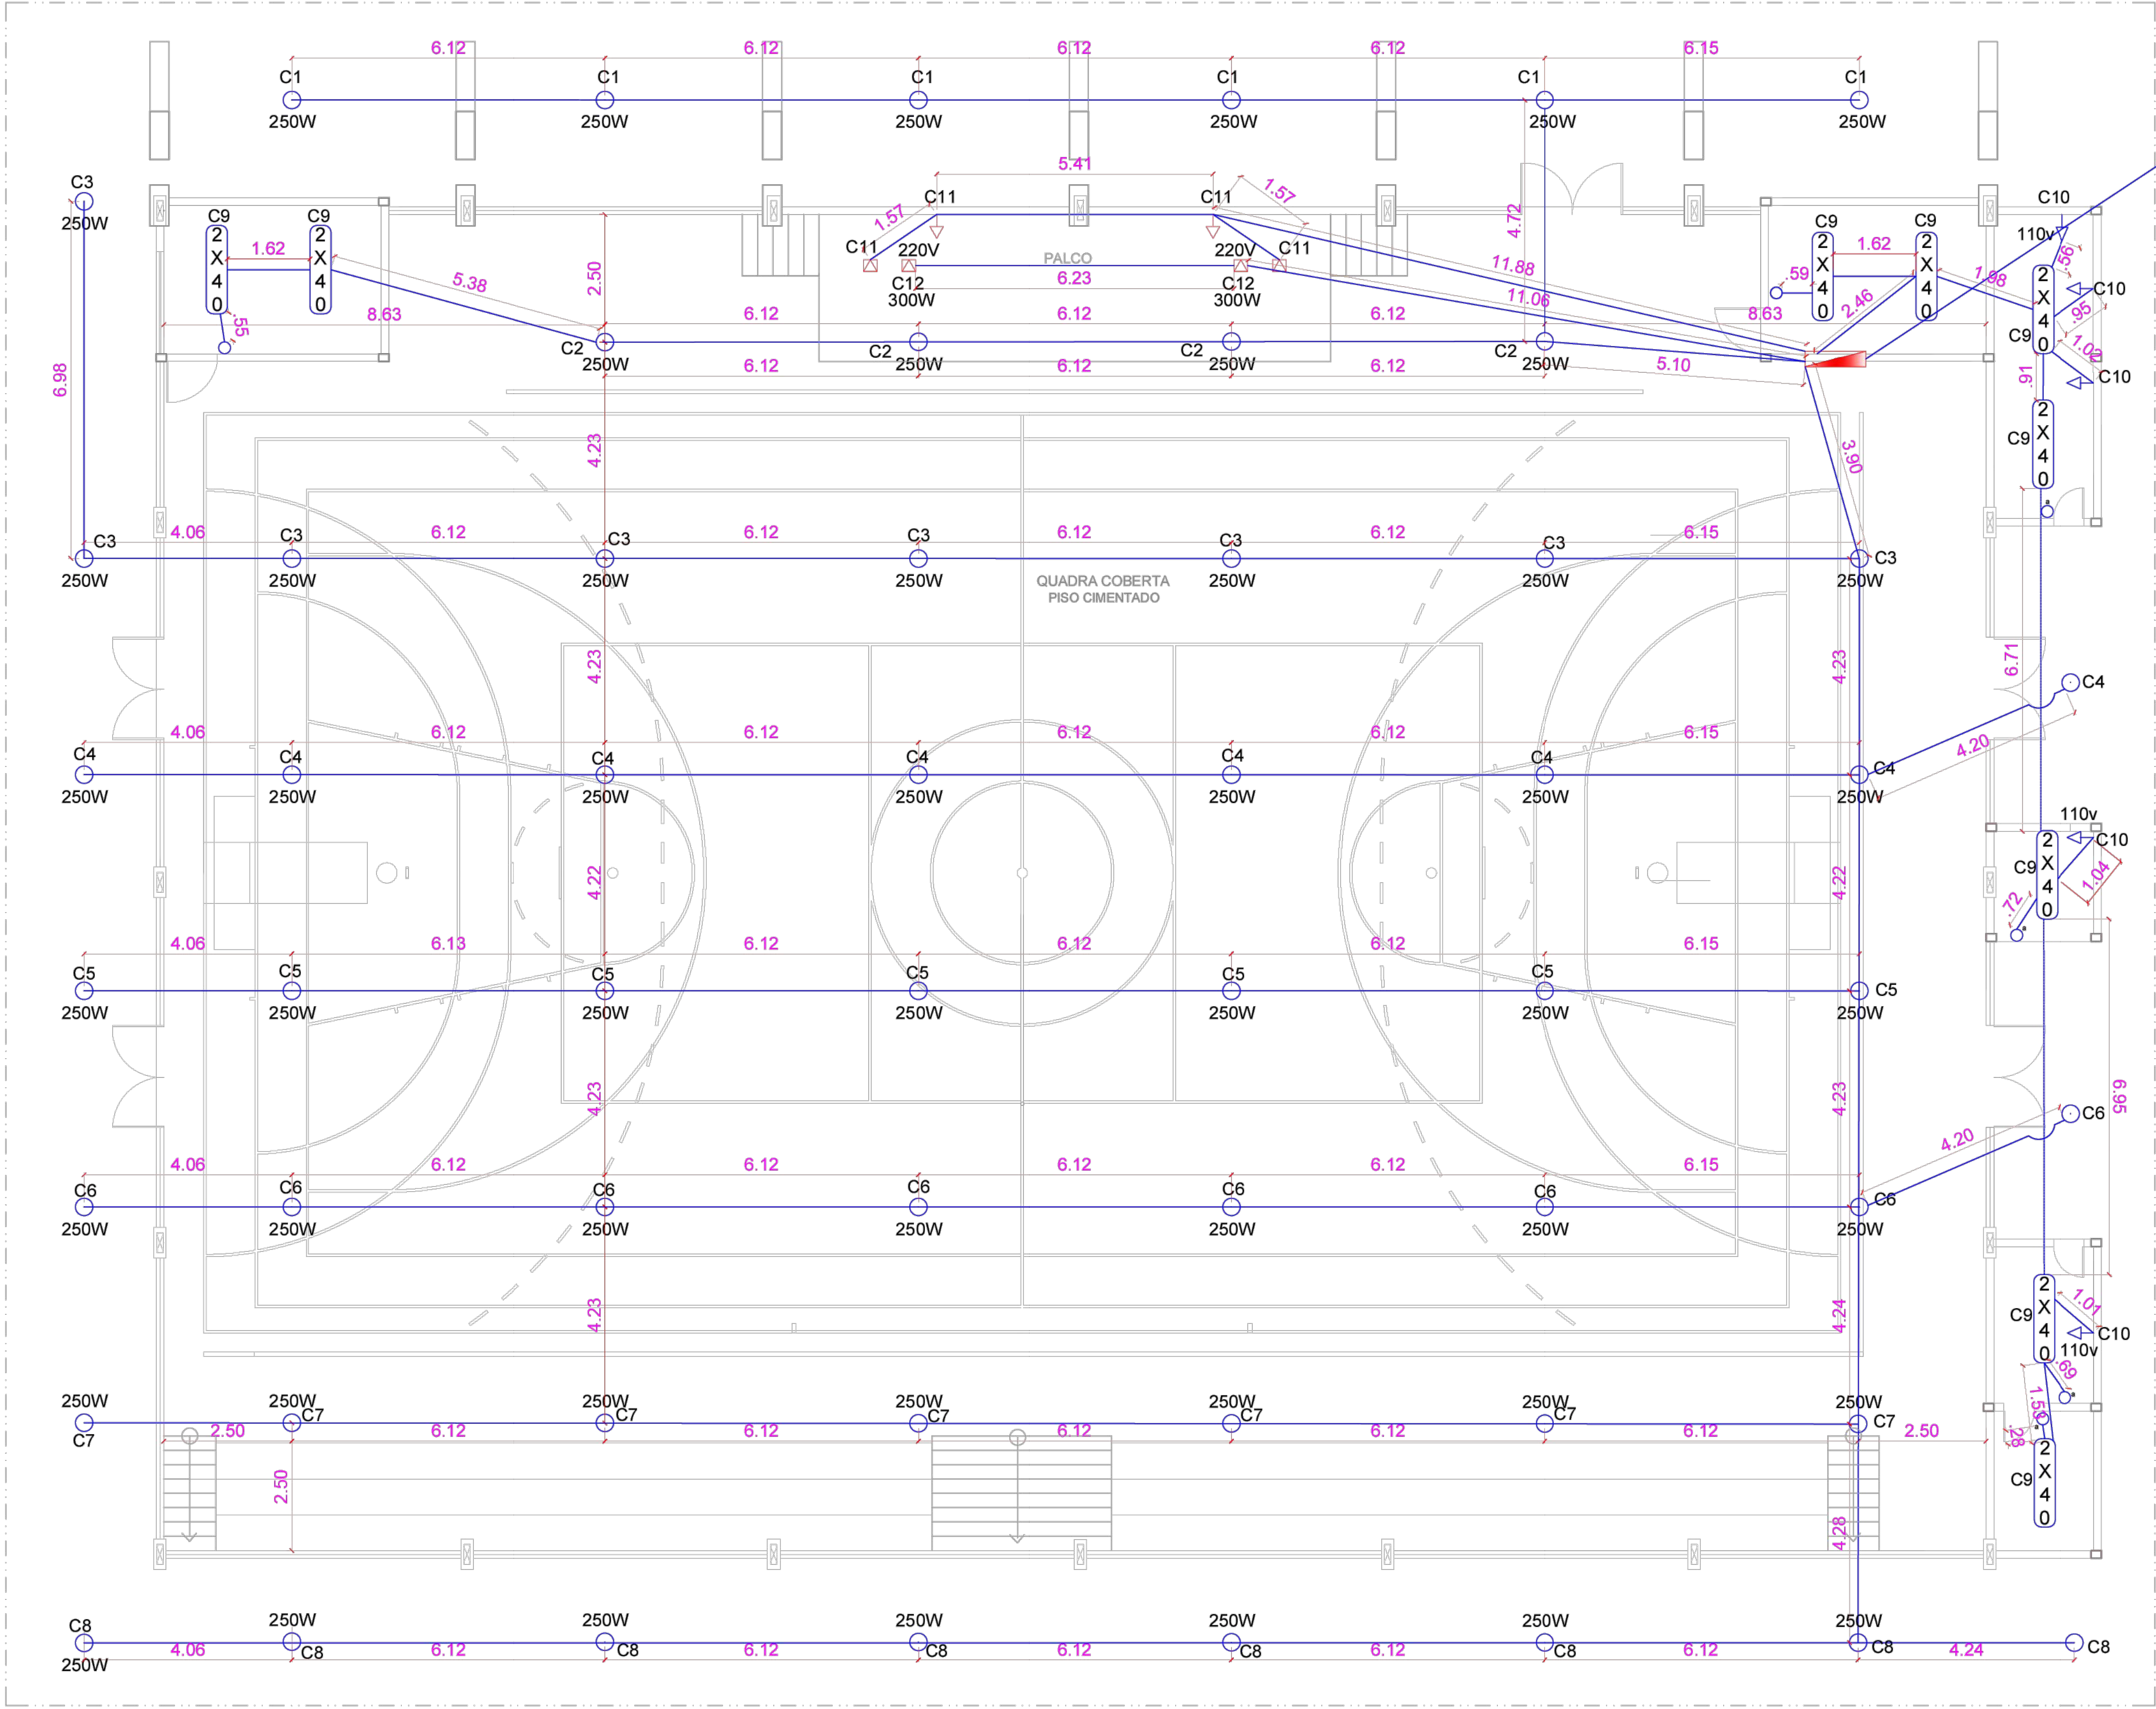 6.12 6.12 6.12 6.12 6.15
C1 C1 C1 C1 C1 C1
250W 250W 250W 250W 250W 250W
5.41
C3
250W
C9 C9
2X40 2X40
1.62
.55
5.38
8.63
2.50
1.57 C11 C11 1.57
C11 220V PALCO 220V C11
C12 6.23 C12
300W 300W
4.72
11.88
11.06
C9 C9
2X40 2X40
1.62
.59
8.63 2.46
1.98
C10
110v
.56
2X40
C9
C10
.95
1.02
C10
.91
C9
2X40
a
6.12 6.12 6.12
C2 C2 C2 C2
250W 250W 250W 250W
6.12 6.12 6.12 5.10
6.98
4.23
3.90
4.06 6.12 6.12 6.12 6.12 6.15
C3 C3 C3 C3 C3 C3 C3
250W 250W 250W 250W 250W 250W 250W
QUADRA COBERTA
PISO CIMENTADO
4.23 4.23 6.71
C4
4.20
4.06 6.12 6.12 6.12 6.12 6.15
C4 C4 C4 C4 C4 C4 C4
250W 250W 250W 250W 250W 250W 250W
110v
C10
C9
2X40
1.04
.72
a
4.22 4.22
4.06 6.13 6.12 6.12 6.12 6.15
C5 C5 C5 C5 C5 C5 C5
250W 250W 250W 250W 250W 250W 250W
4.23 4.23 6.95
C6
4.20
4.06 6.12 6.12 6.12 6.12 6.15
C6 C6 C6 C6 C6 C6 C6
250W 250W 250W 250W 250W 250W 250W
4.23 4.24
C9
2X40
1.01
C10
110v
.69
a
1.53
a
.28
C9
2X40
250W 250W 250W 250W 250W 250W 250W
C7 C7 C7 C7 C7 C7 C7
2.50 6.12 6.12 6.12 6.12 6.12 2.50
2.50
4.28
250W 250W 250W 250W 250W 250W
C8 C8 C8 C8 C8 C8 C8 C8
250W 4.06 6.12 6.12 6.12 6.12 6.12 4.24